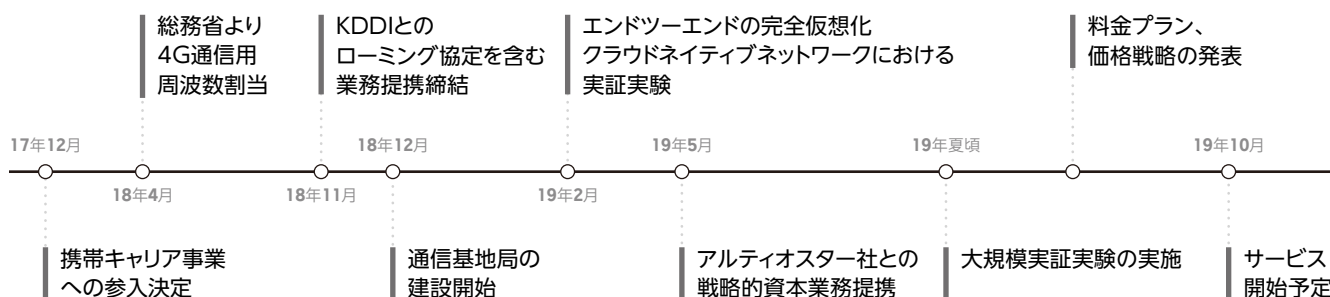 総務省より
4G通信用
周波数割当
KDDIとの
ローミング協定を含む
業務提携締結
エンドツーエンドの完全仮想化
クラウドネイティブネットワークにおける
実証実験
料金プラン、
価格戦略の発表
17年12月
18年12月
19年5月
19年夏頃
19年10月
18年4月
18年11月
19年2月
携帯キャリア事業
への参入決定
通信基地局の
建設開始
アルティオスター社との
戦略的資本業務提携
大規模実証実験の実施
サービス
開始予定